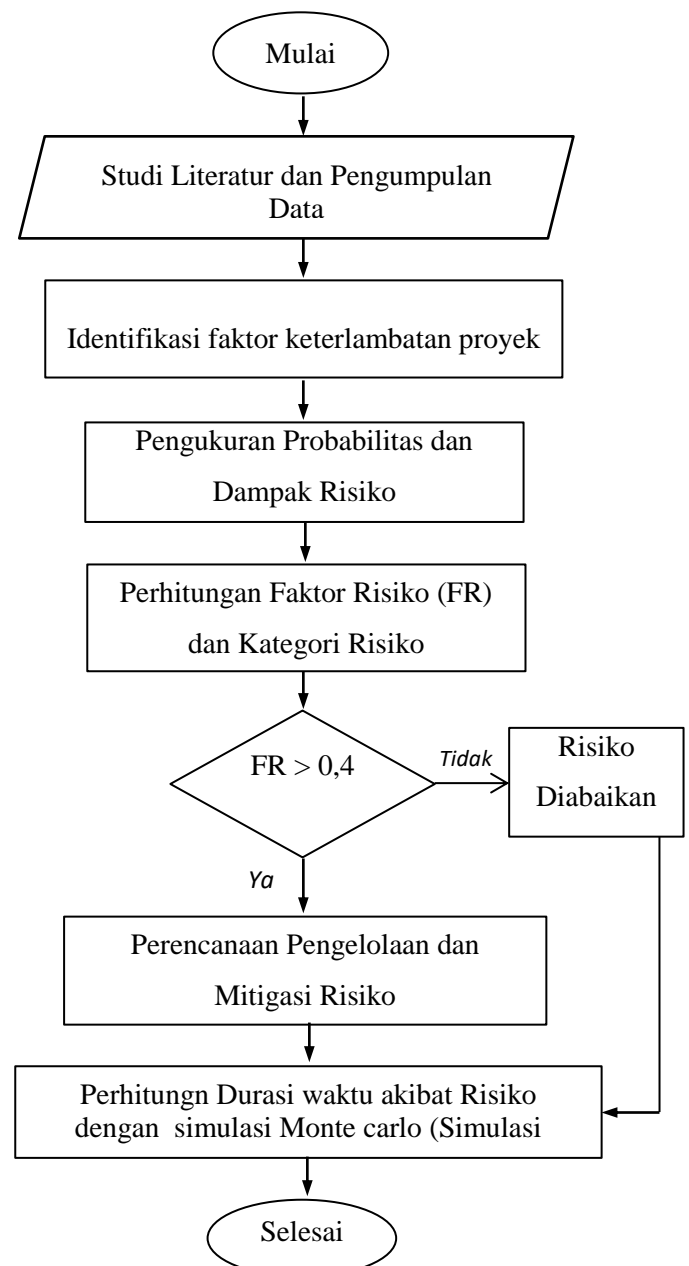 Mulai
Studi Literatur dan Pengumpulan
Data
Identifikasi faktor keterlambatan proyek
Pengukuran Probabilitas dan
Dampak Risiko
Perhitungan Faktor Risiko (FR)
dan Kategori Risiko
FR > 0,4
Tidak
Risiko
Diabaikan
Ya
Perencanaan Pengelolaan dan
Mitigasi Risiko
Perhitungn Durasi waktu akibat Risiko
dengan simulasi Monte carlo (Simulasi
Selesai